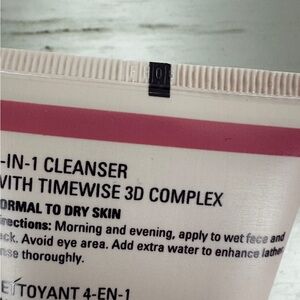 -IN-1 CLEANSER
WITH TIMEWISE 3D COMPLEX
ORMAL TO DRY SKIN
irections: Morning and evening, apply to wet face and
eck. Avoid eye area. Add extra water to enhance lather.
nse thoroughly.
ETTOYANT 4-EN-1